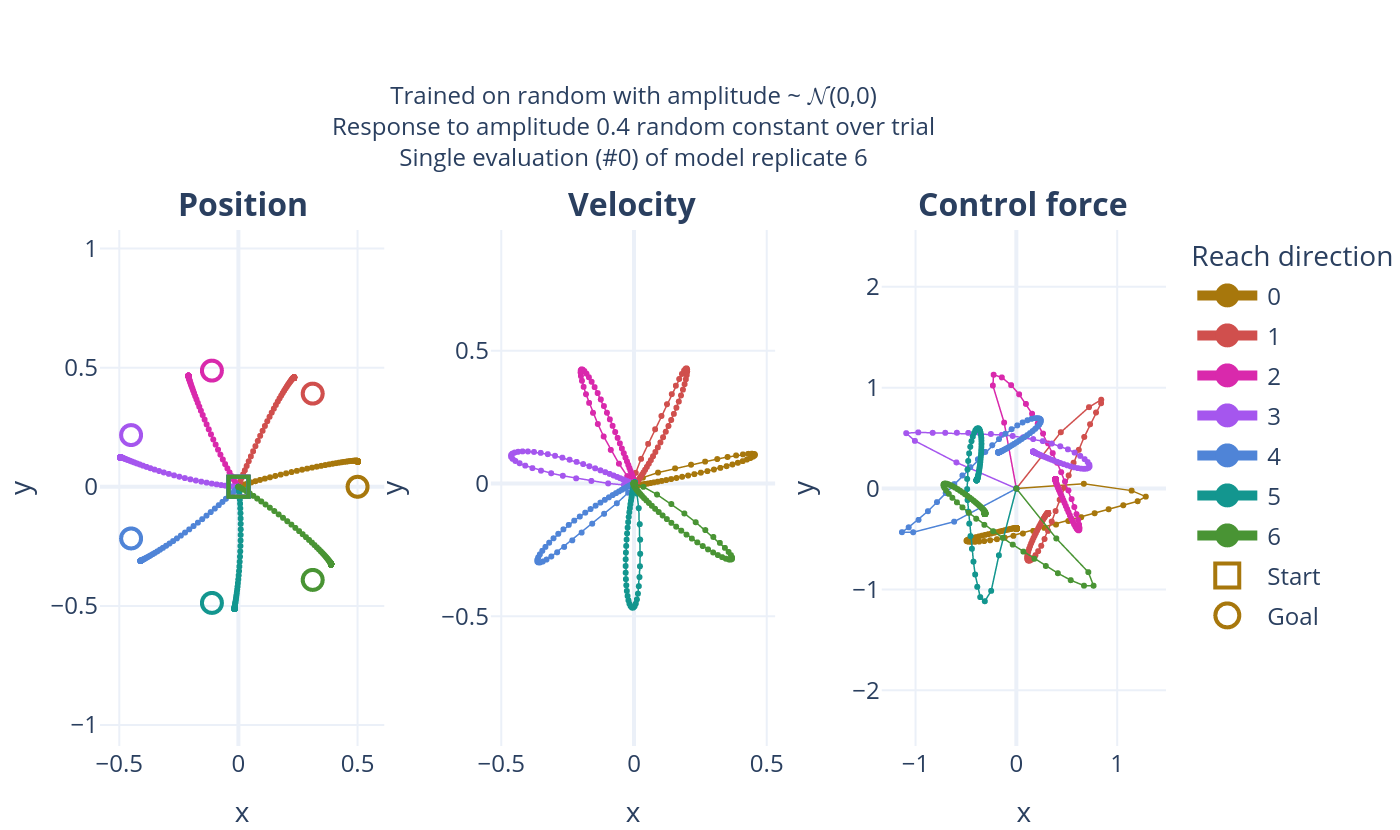 Trained on random with amplitude ~ 𝒩(0,0)
Response to amplitude 0.4 random constant over trial
Single evaluation (#0) of model replicate 6
Position
Velocity
Control force
1
0.5
0
−0.5
−1
y
−0.5
0
0.5
x
0.5
0
−0.5
y
−0.5
0
0.5
x
2
1
0
−1
−2
y
−1
0
1
x
Reach direction
0
1
2
3
4
5
6
Start
Goal